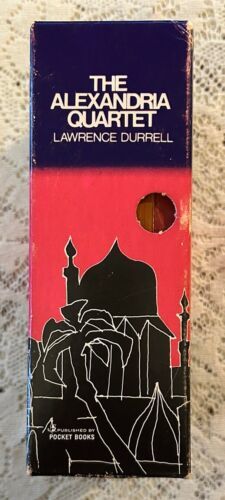 THE
ALEXANDRIA
QUARTET
LAWRENCE DURRELL
PUBLISHED BY
POCKET BOOKS